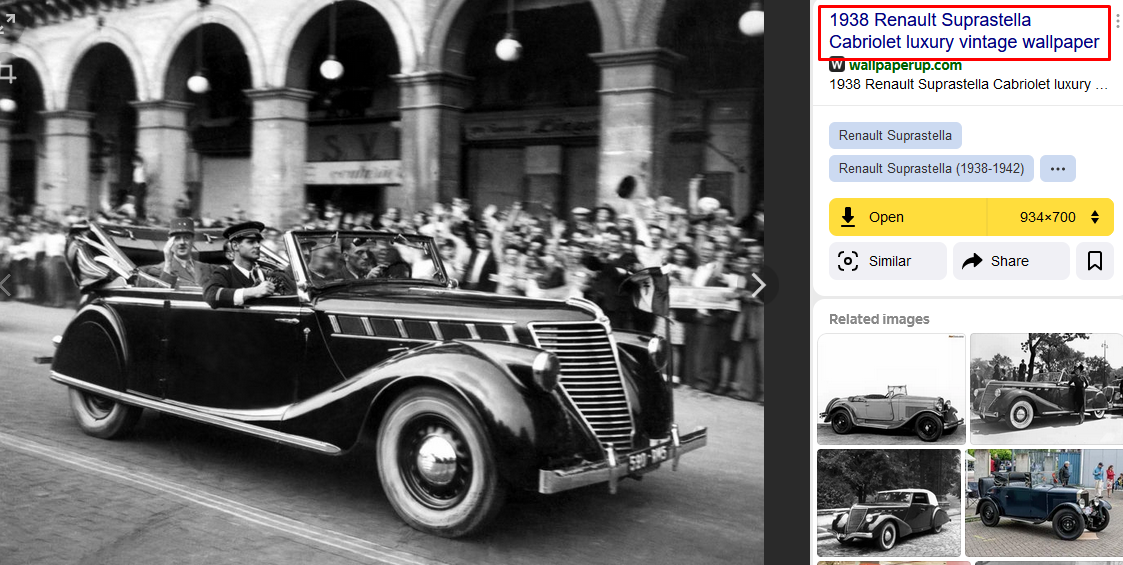 1938 Renault Suprastella
Cabriolet luxury vintage wallpaper
W wallpaperup.com
1938 Renault Suprastella Cabriolet luxury ...
Renault Suprastella
Renault Suprastella (1938-1942)
Open
934×700
Similar
Share
Related images
S.V